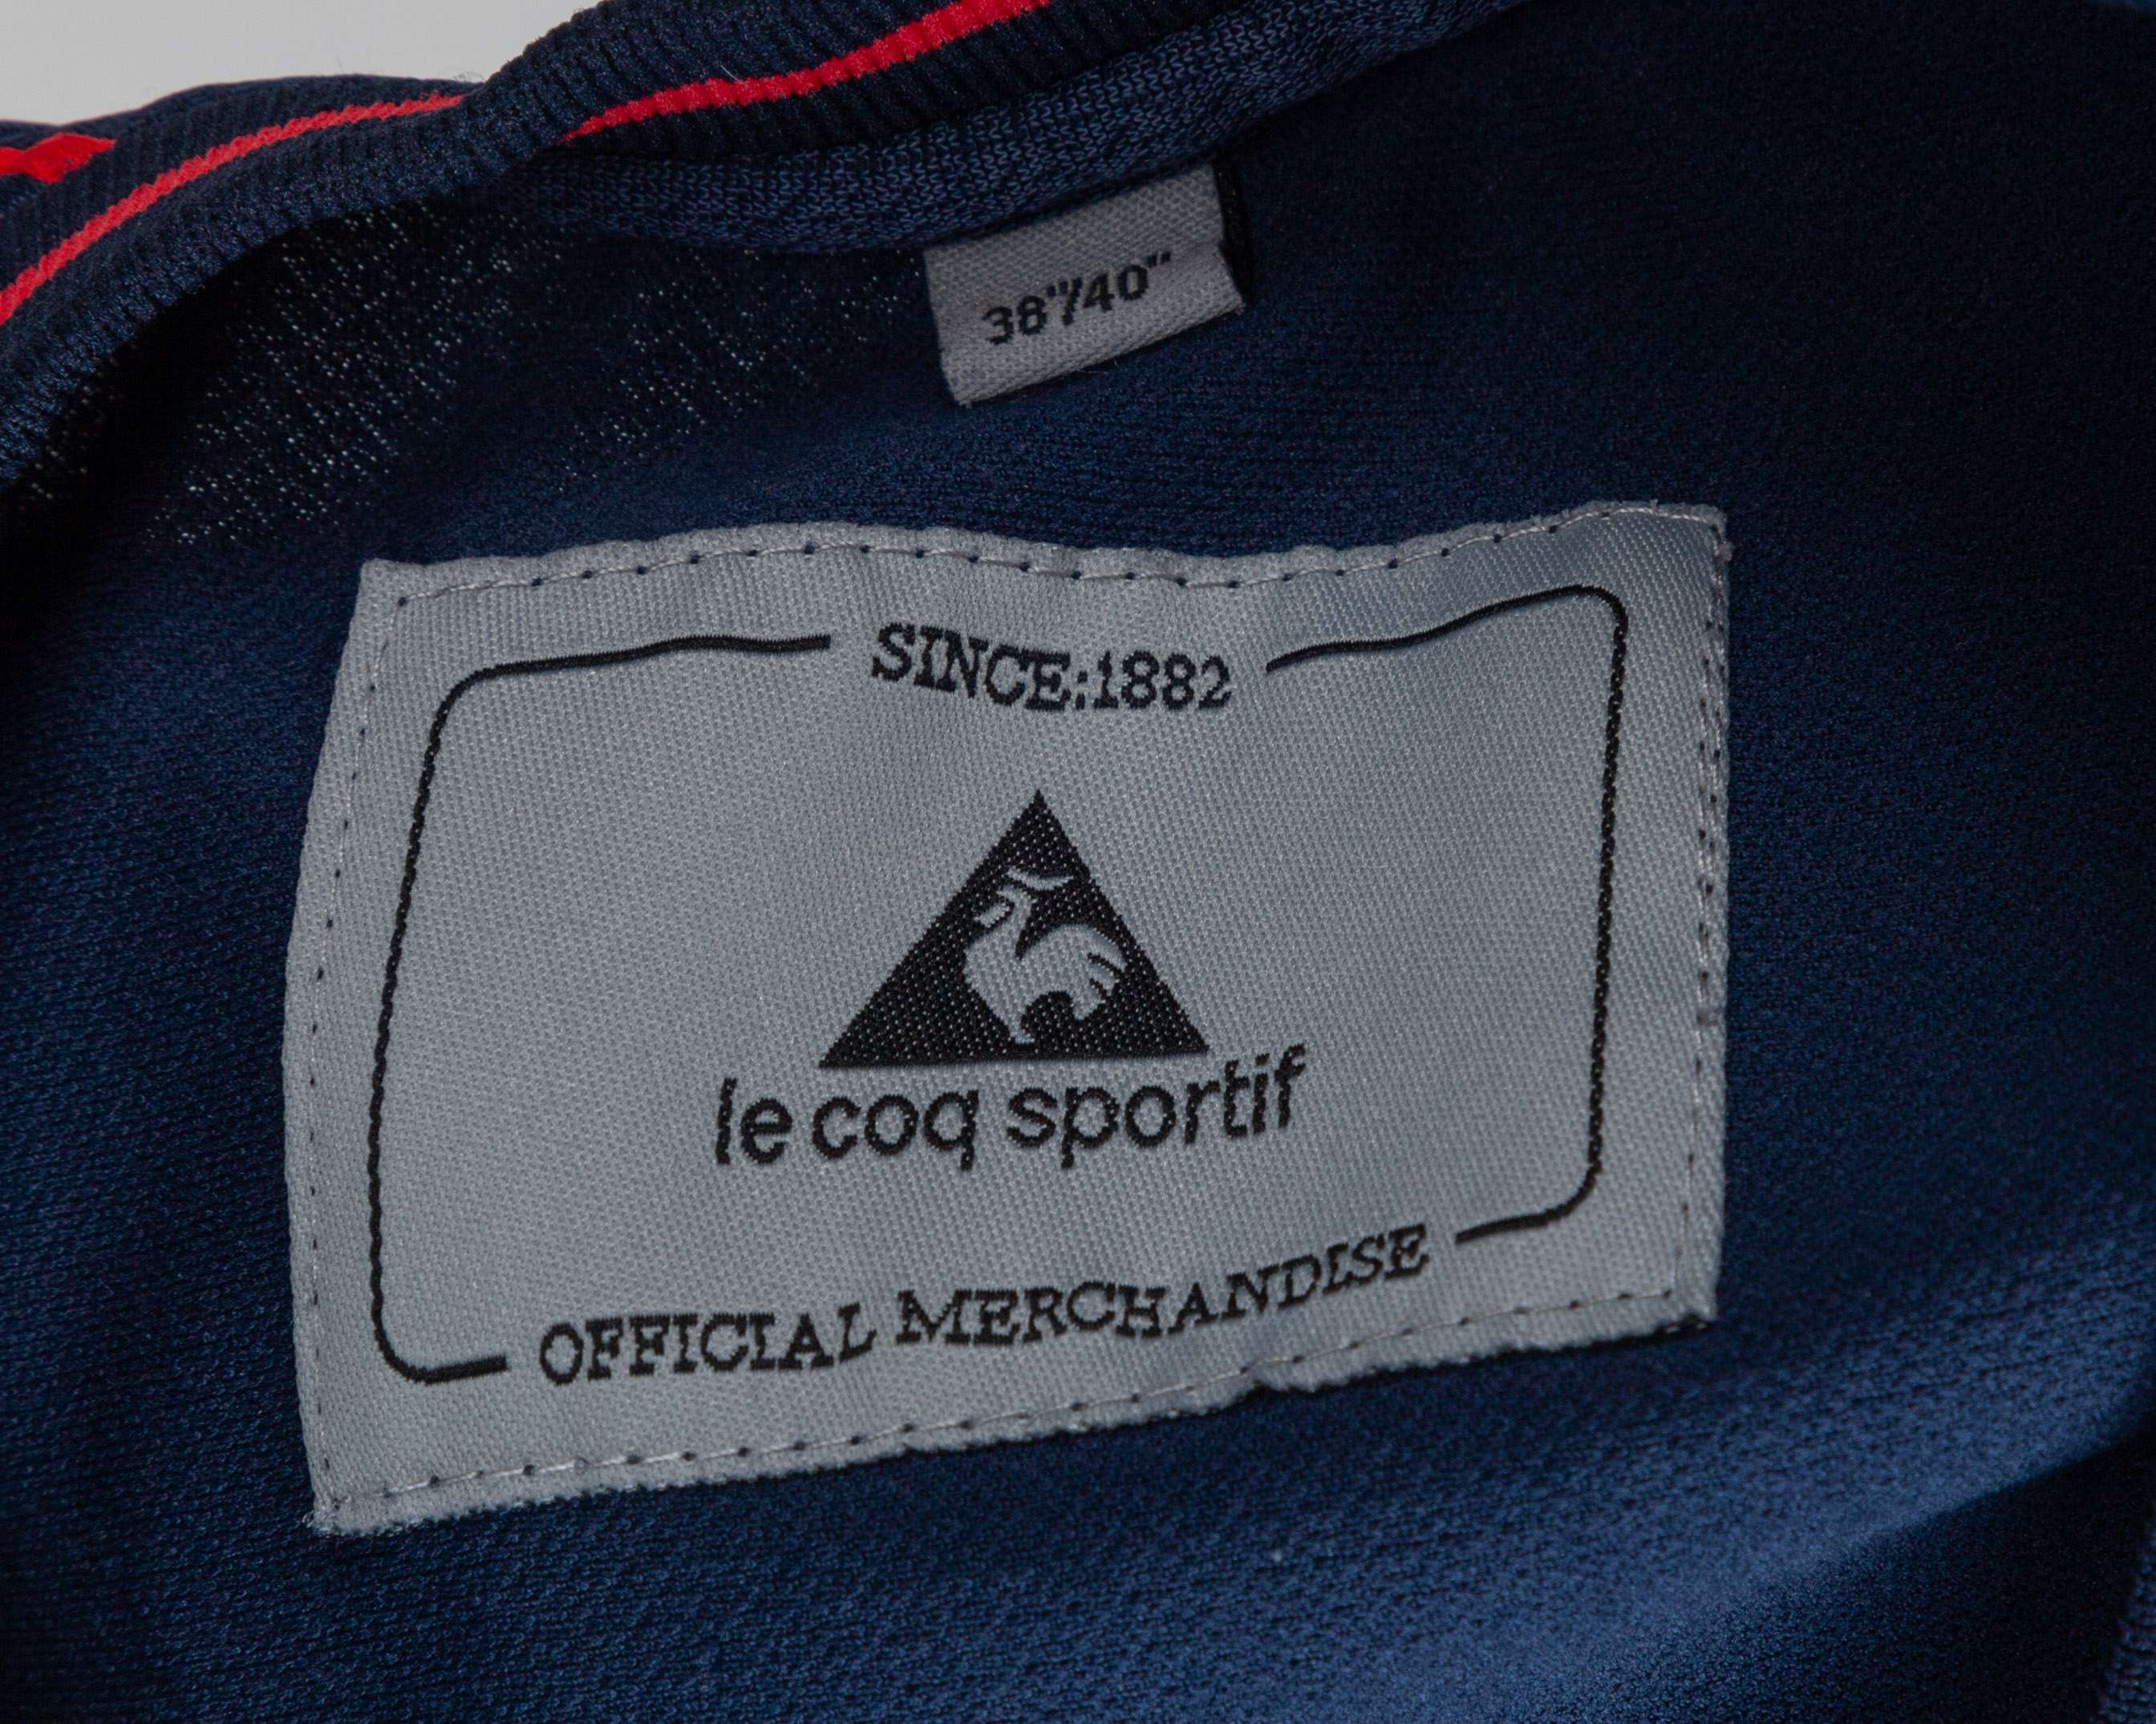 38"/40"
SINCE:1882
le coq sportif
OFFICIAL MERCHANDISE